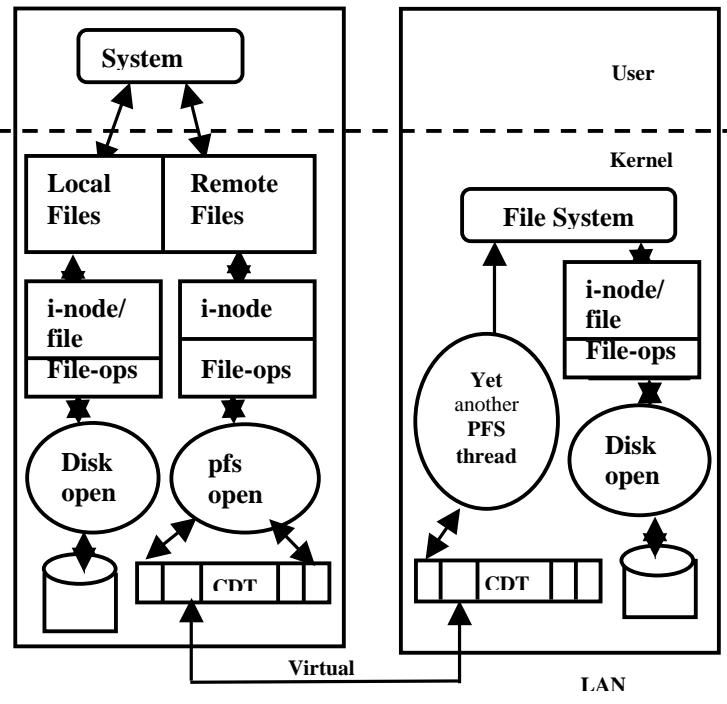 System
User
Kernel
Local
Files
Remote
Files
File System
i-node/
file
File-ops
i-node
File-ops
i-node/
file
File-ops
Yet
another
PFS
thread
Disk
open
pfs
open
Disk
open
CDT
CDT
Virtual
LAN